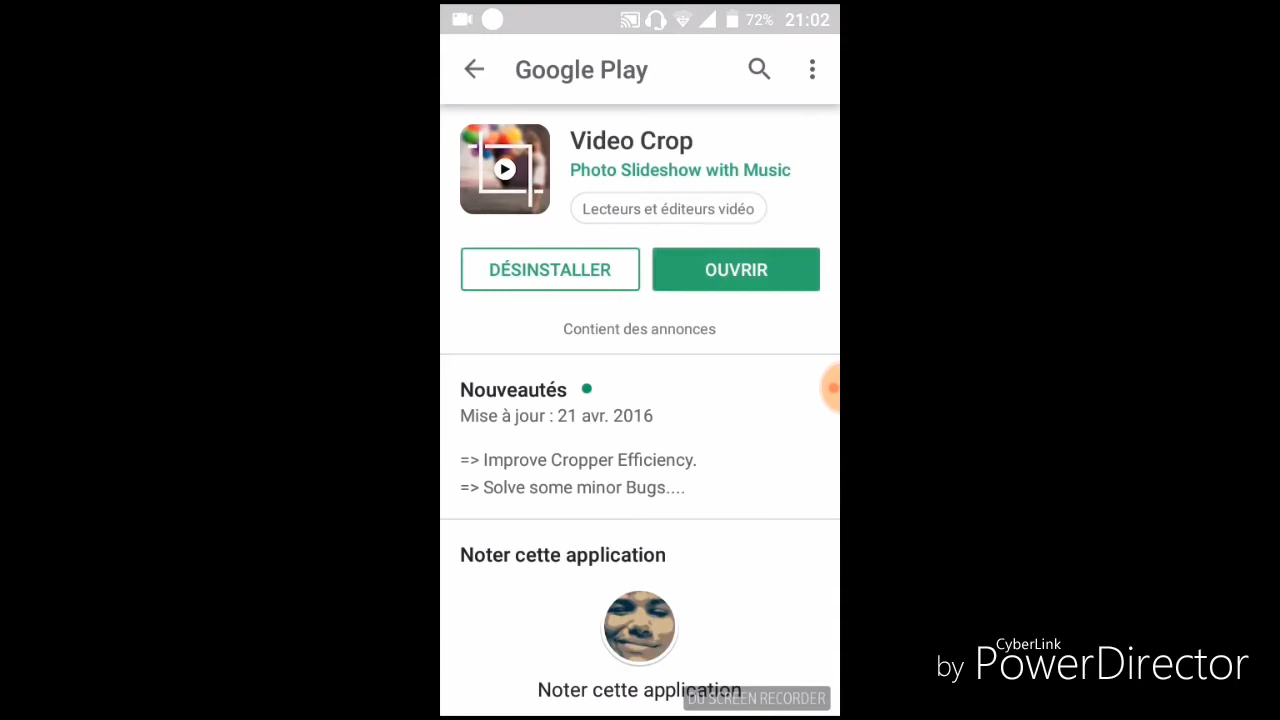 72% 21:02
Google Play
Video Crop
Photo Slideshow with Music
Lecteurs et éditeurs vidéo
DÉSINSTALLER OUVRIR
Contient des annonces
Nouveautés
Mise à jour : 21 avr. 2016
=> Improve Cropper Efficiency.
=> Solve some minor Bugs....
Noter cette application
Noter cette application
DU SCREEN RECORDER
CyberLink
by PowerDirector